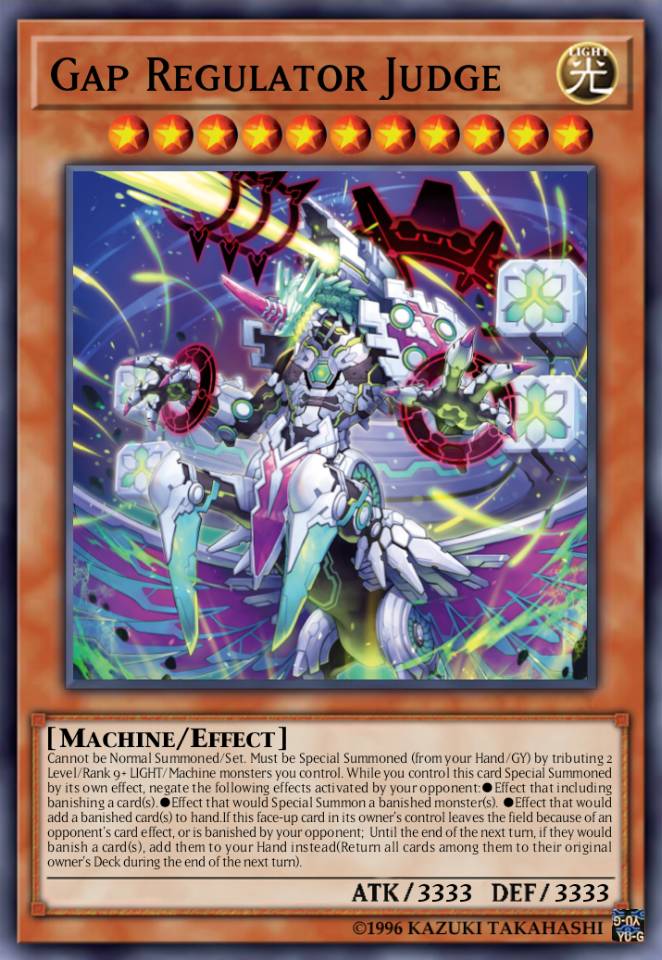 Gap Regulator Judge
LIGHT
光
[Machine/Effect]
Cannot be Normal Summoned/Set. Must be Special Summoned (from your Hand/GY) by tributing 2
Level/Rank 9+ LIGHT/Machine monsters you control. While you control this card Special Summoned
by its own effect, negate the following effects activated by your opponent:●Effect that including
banishing a card(s).●Effect that would Special Summon a banished monster(s). ●Effect that would
add a banished card(s) to hand.If this face-up card in its owner's control leaves the field because of an
opponent's card effect, or is banished by your opponent; Until the end of the next turn, if they would
banish a card(s), add them to your Hand instead(Return all cards among them to their original
owner's Deck during the end of the next turn).
ATK/3333 DEF/3333
©1996 KAZUKI TAKAHASHI